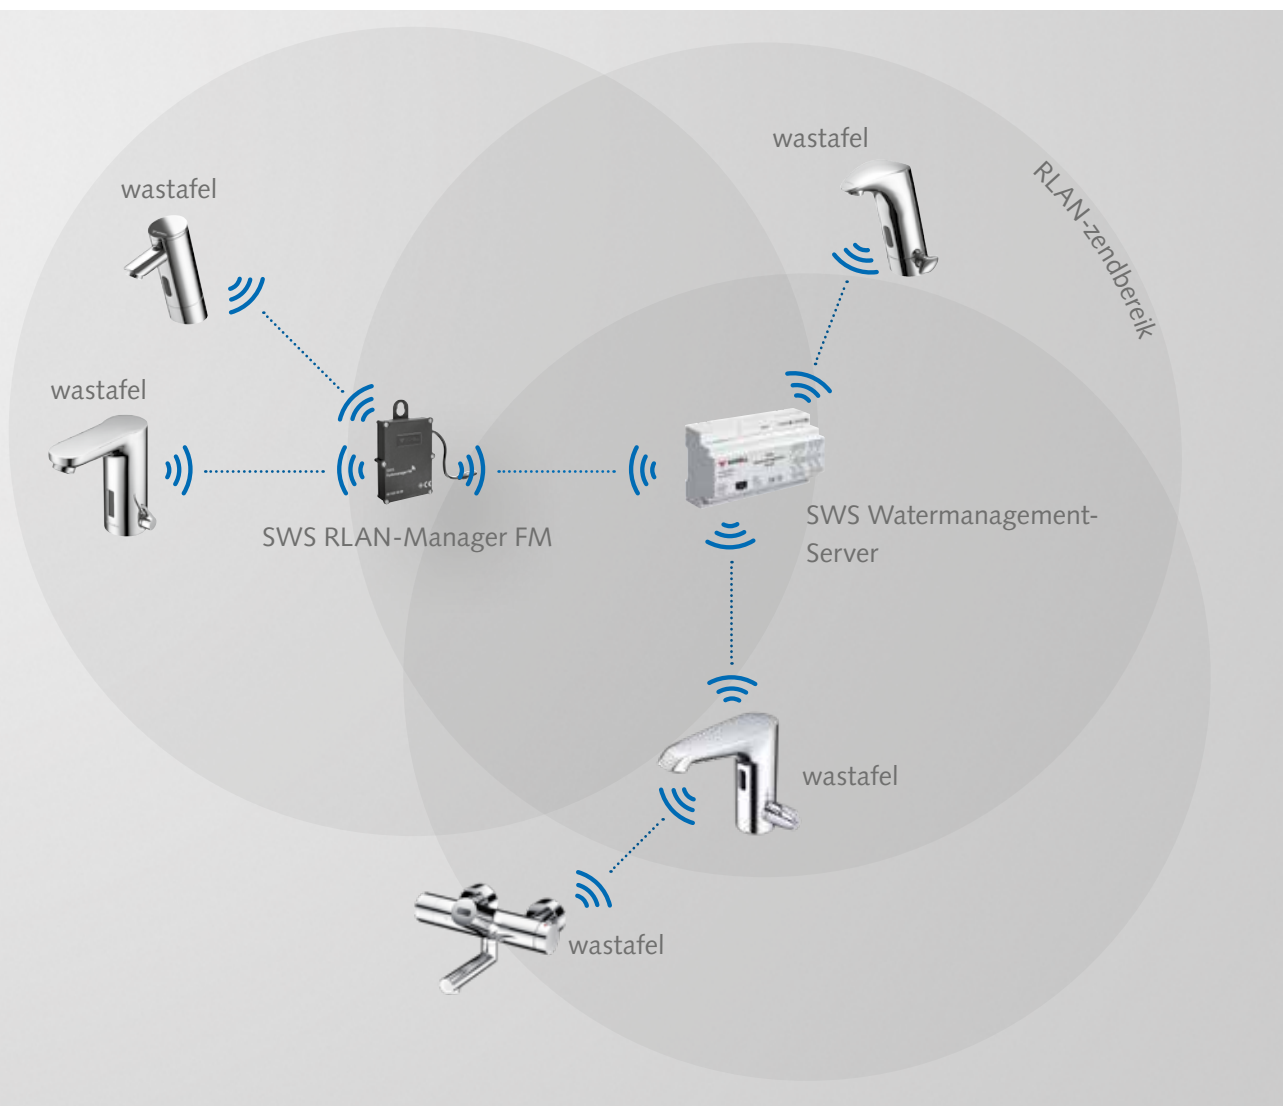 wastafel
wastafel
RLAN-zendbereik
wastafel
SWS RLAN-Manager FM
SWS Watermanagement-
Server
wastafel
wastafel